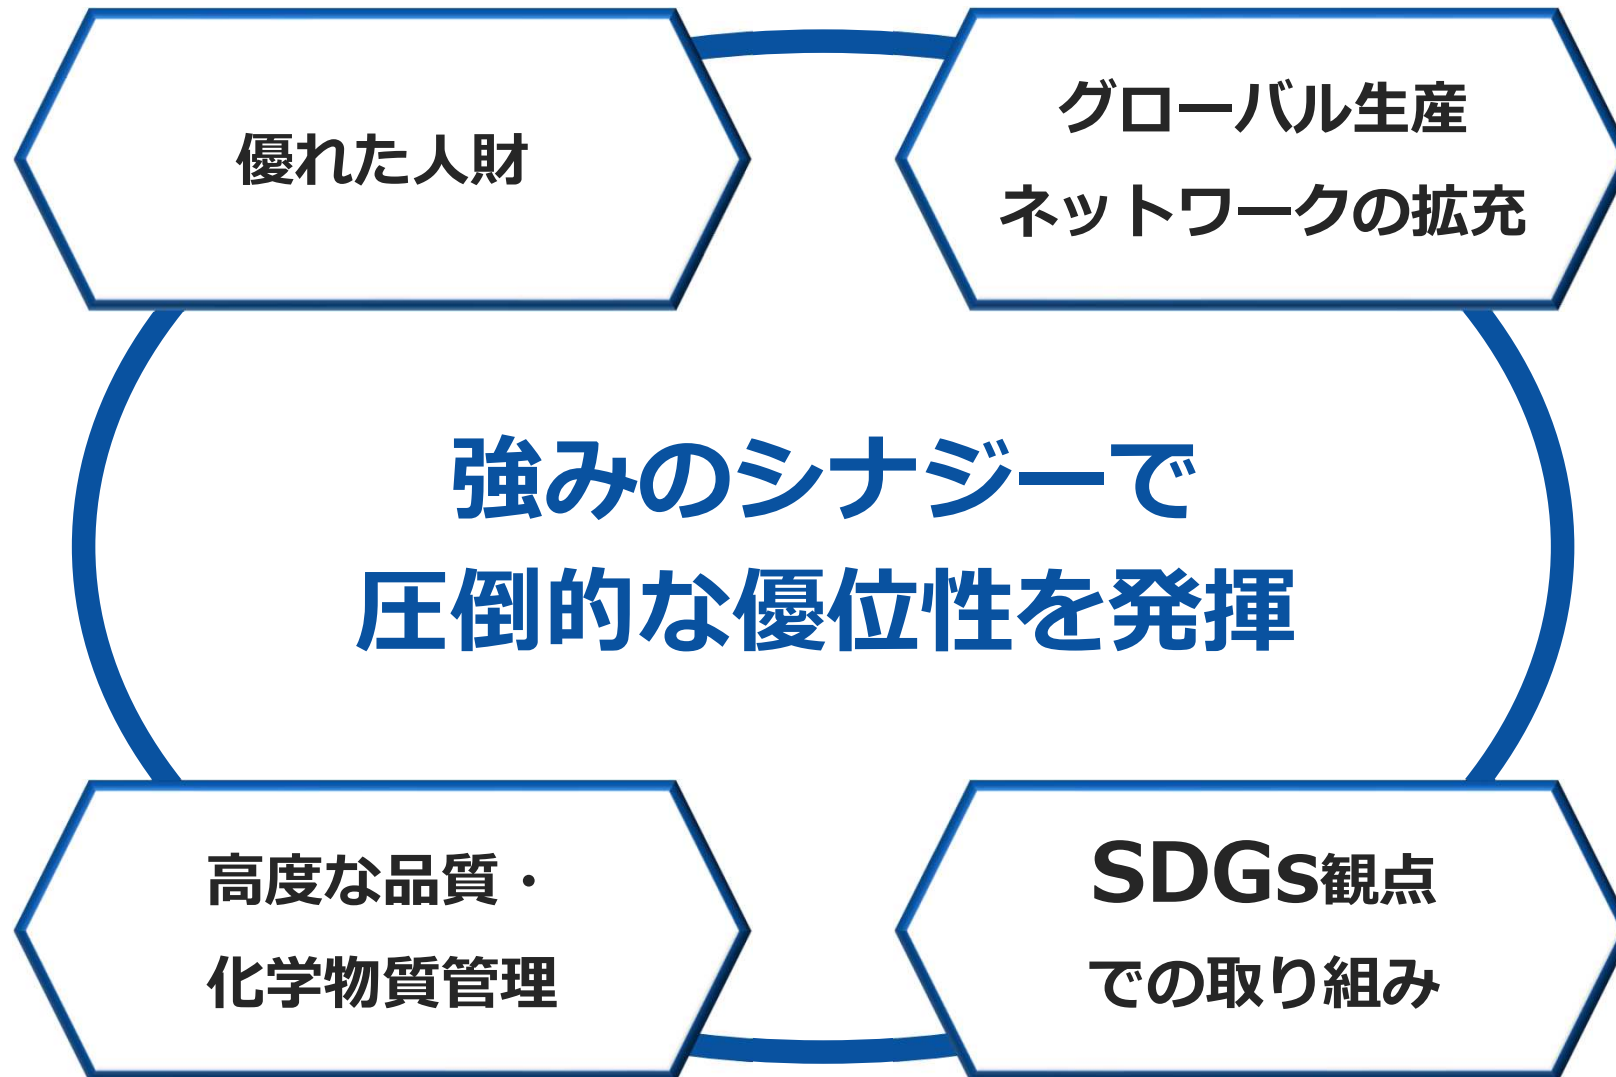 優れた人財
グローバル生産
ネットワークの拡充
強みのシナジーで
圧倒的な優位性を発揮
高度な品質・
化学物質管理
SDGs観点
での取り組み